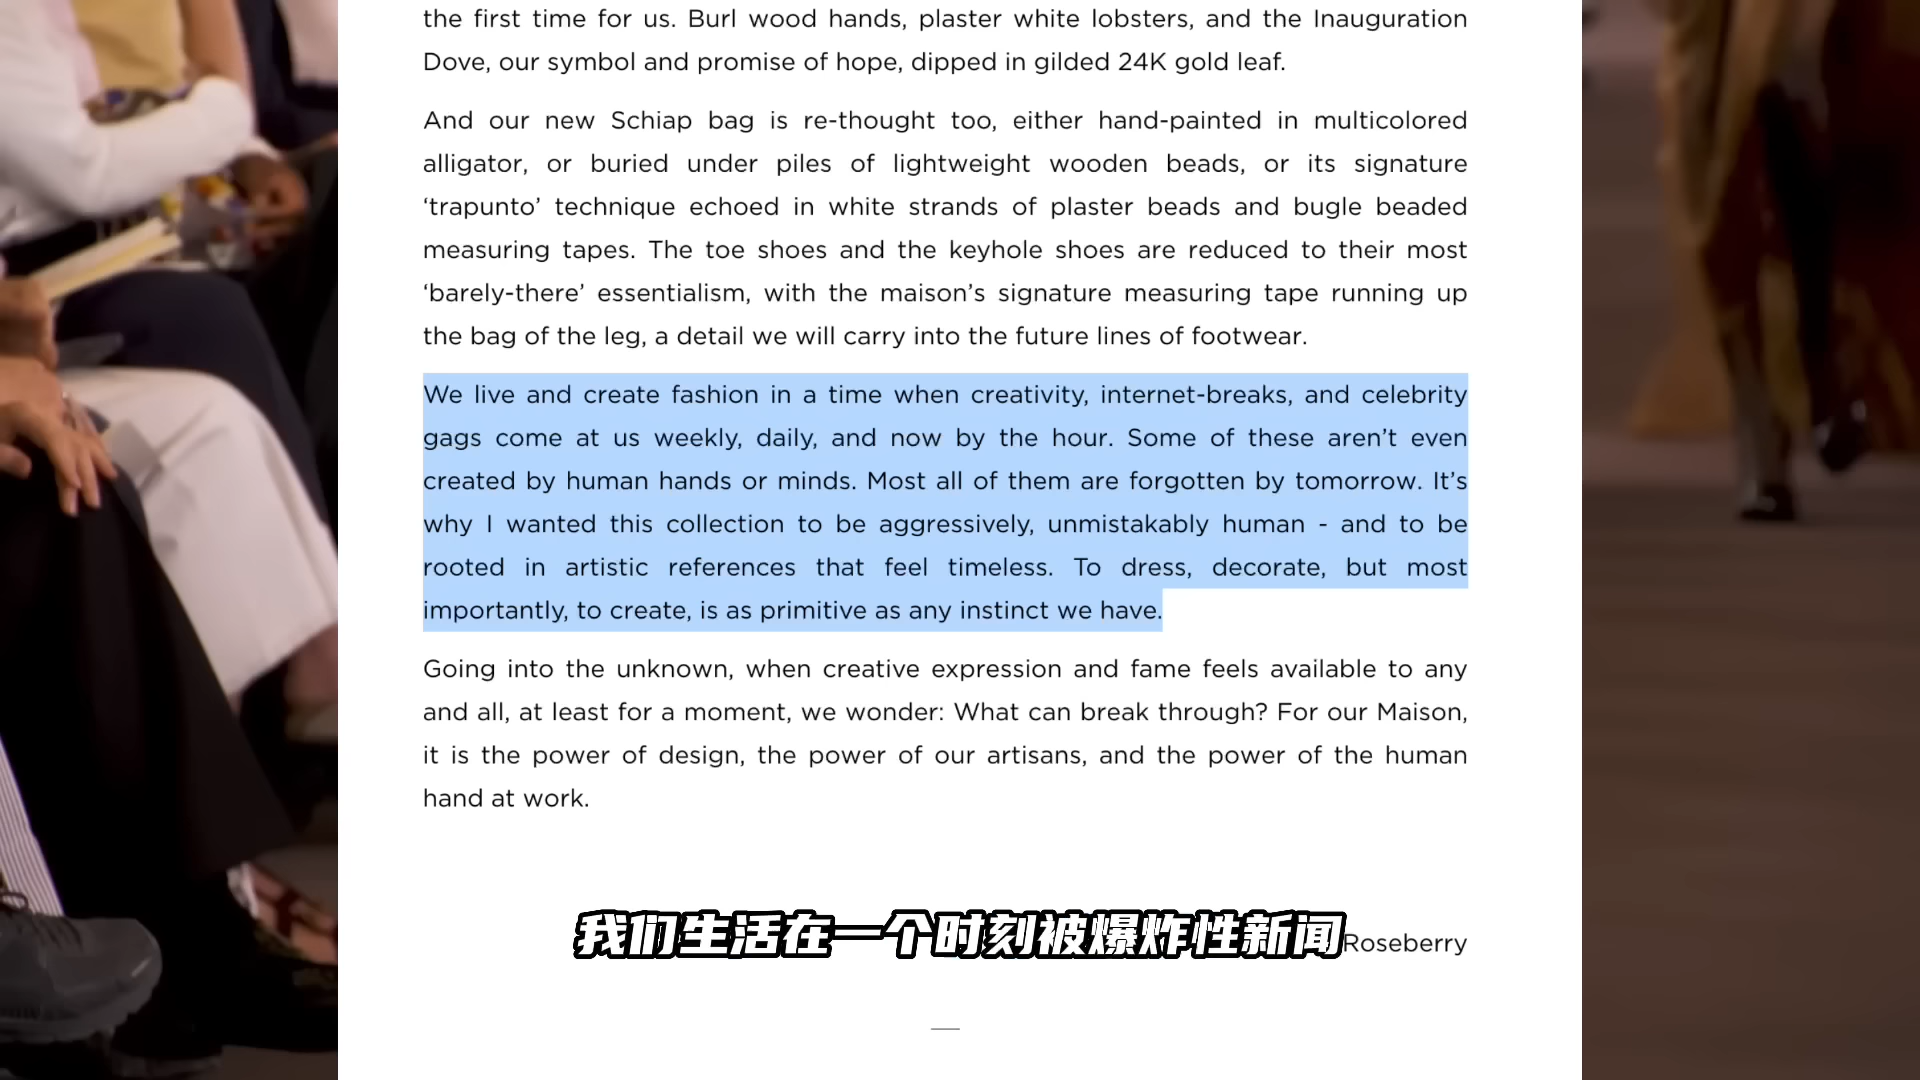 the first time for us. Burl wood hands, plaster white lobsters, and the Inauguration
Dove, our symbol and promise of hope, dipped in gilded 24K gold leaf.
And our new Schiap bag is re-thought too, either hand-painted in multicolored
alligator, or buried under piles of lightweight wooden beads, or its signature
‘trapunto’ technique echoed in white strands of plaster beads and bugle beaded
measuring tapes. The toe shoes and the keyhole shoes are reduced to their most
‘barely-there’ essentialism, with the maison’s signature measuring tape running up
the bag of the leg, a detail we will carry into the future lines of footwear.
We live and create fashion in a time when creativity, internet-breaks, and celebrity
gags come at us weekly, daily, and now by the hour. Some of these aren’t even
created by human hands or minds. Most all of them are forgotten by tomorrow. It’s
why I wanted this collection to be aggressively, unmistakably human - and to be
rooted in artistic references that feel timeless. To dress, decorate, but most
importantly, to create, is as primitive as any instinct we have.
Going into the unknown, when creative expression and fame feels available to any
and all, at least for a moment, we wonder: What can break through? For our Maison,
it is the power of design, the power of our artisans, and the power of the human
hand at work.
我们生活在一个时刻被爆炸性新闻
Roseberry